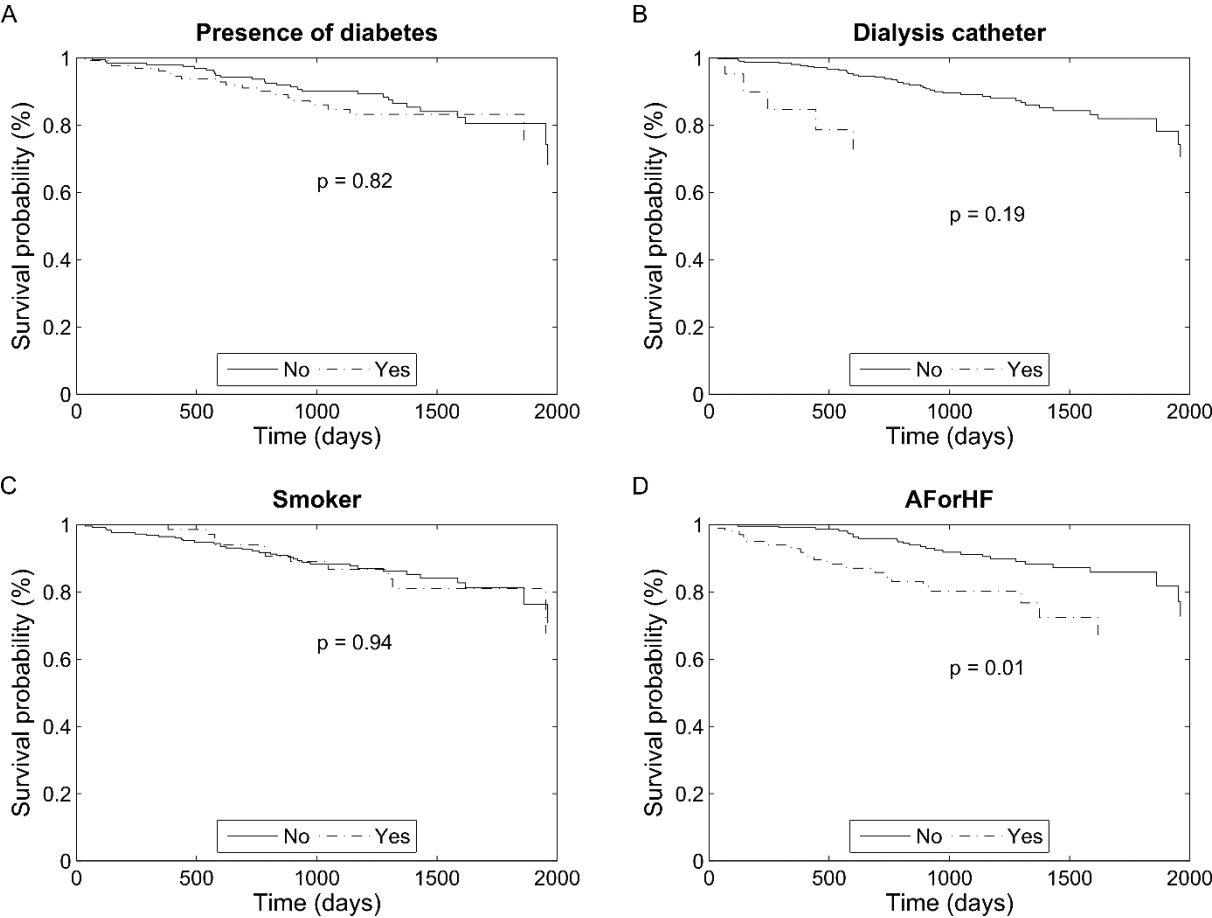 A
Presence of diabetes
Survival probability (%)
1
0.8
0.6
0.4
0.2
0
p = 0.82
No Yes
0 500 1000 1500 2000
Time (days)
B
Dialysis catheter
Survival probability (%)
1
0.8
0.6
0.4
0.2
0
p = 0.19
No Yes
0 500 1000 1500 2000
Time (days)
C
Smoker
Survival probability (%)
1
0.8
0.6
0.4
0.2
0
p = 0.94
No Yes
0 500 1000 1500 2000
Time (days)
D
AForHF
Survival probability (%)
1
0.8
0.6
0.4
0.2
0
p = 0.01
No Yes
0 500 1000 1500 2000
Time (days)